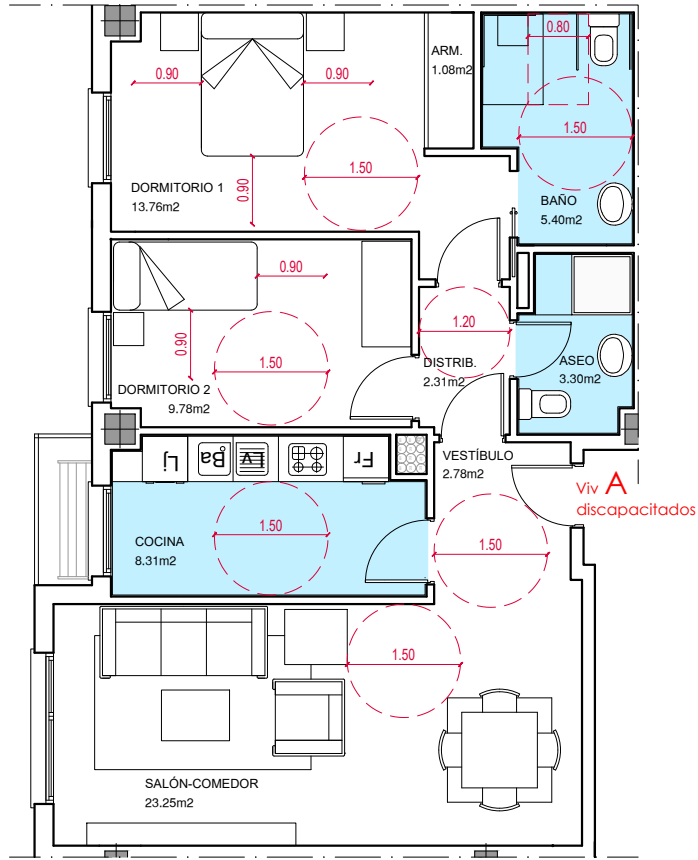 0.80
ARM.
1.08m2
0.90
0.90
1.50
1.50
DORMITORIO 1
13.76m2
0.90
BAÑO
5.40m2
0.90
1.20
0.90
1.50
DISTRIB.
2.31m2
ASEO
3.30m2
DORMITORIO 2
9.78m2
Lj
Ba
Lv
Fr
VESTÍBULO
2.78m2
Viv A
discapacitados
1.50
COCINA
8.31m2
1.50
1.50
SALÓN-COMEDOR
23.25m2